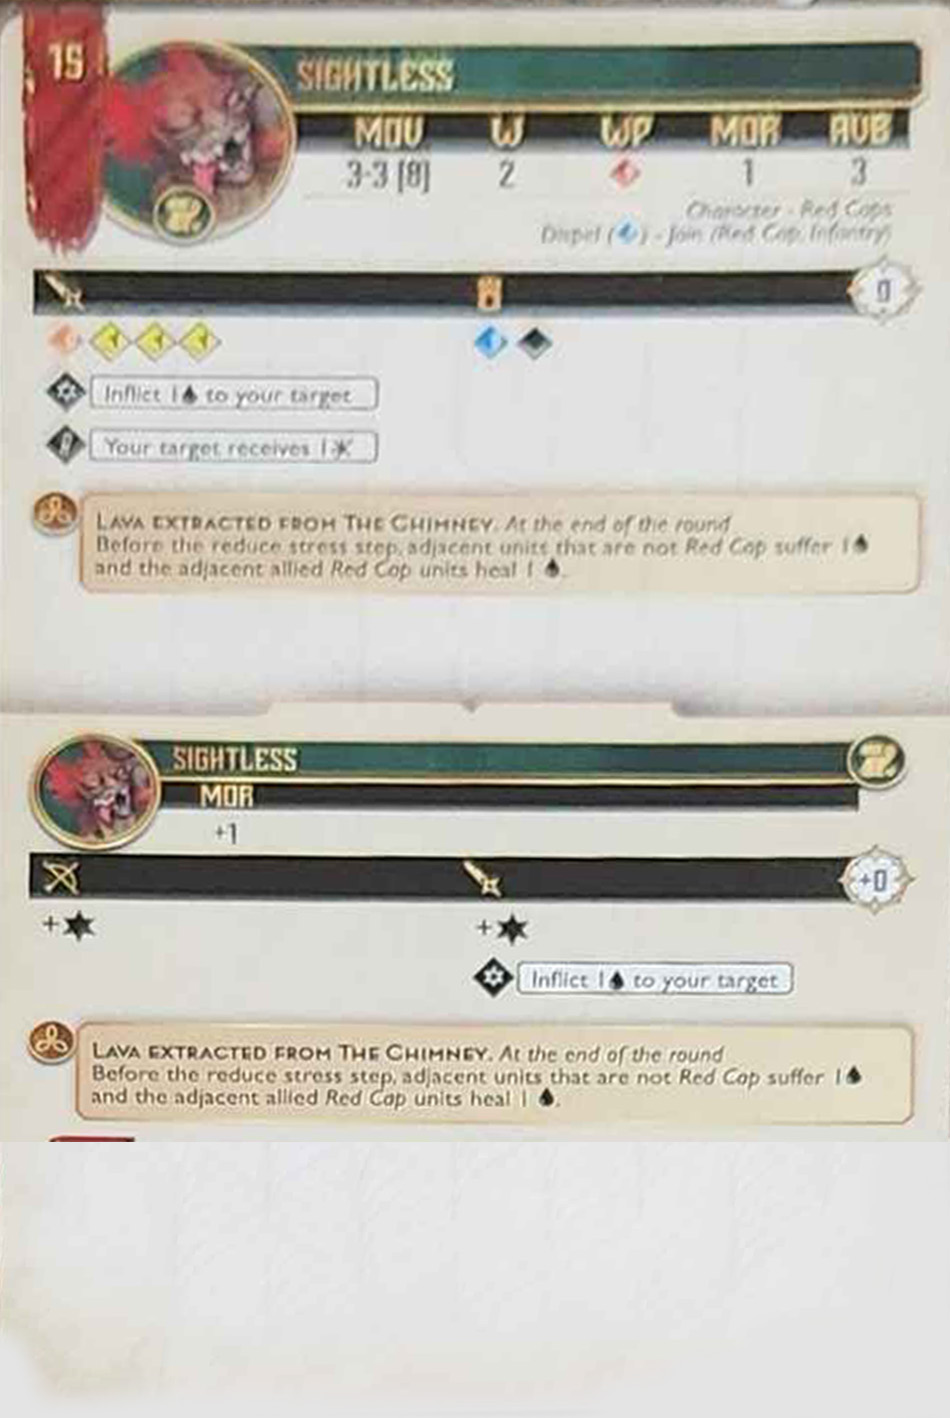 15
SIGHTLESS
MOV W WP MOR AUB
3-3 [8] 2 1 3
Character - Red Caps
Dispel ( ) - Join (Red Cap, Infantry)
0
Inflict 1 to your target
Your target receives 1
LAVA EXTRACTED FROM THE CHIMNEY. At the end of the round
Before the reduce stress step, adjacent units that are not Red Cap suffer 1
and the adjacent allied Red Cap units heal 1 .
SIGHTLESS
MOR
+1
+0
+
+
Inflict 1 to your target
LAVA EXTRACTED FROM THE CHIMNEY. At the end of the round
Before the reduce stress step, adjacent units that are not Red Cap suffer 1
and the adjacent allied Red Cap units heal 1 .